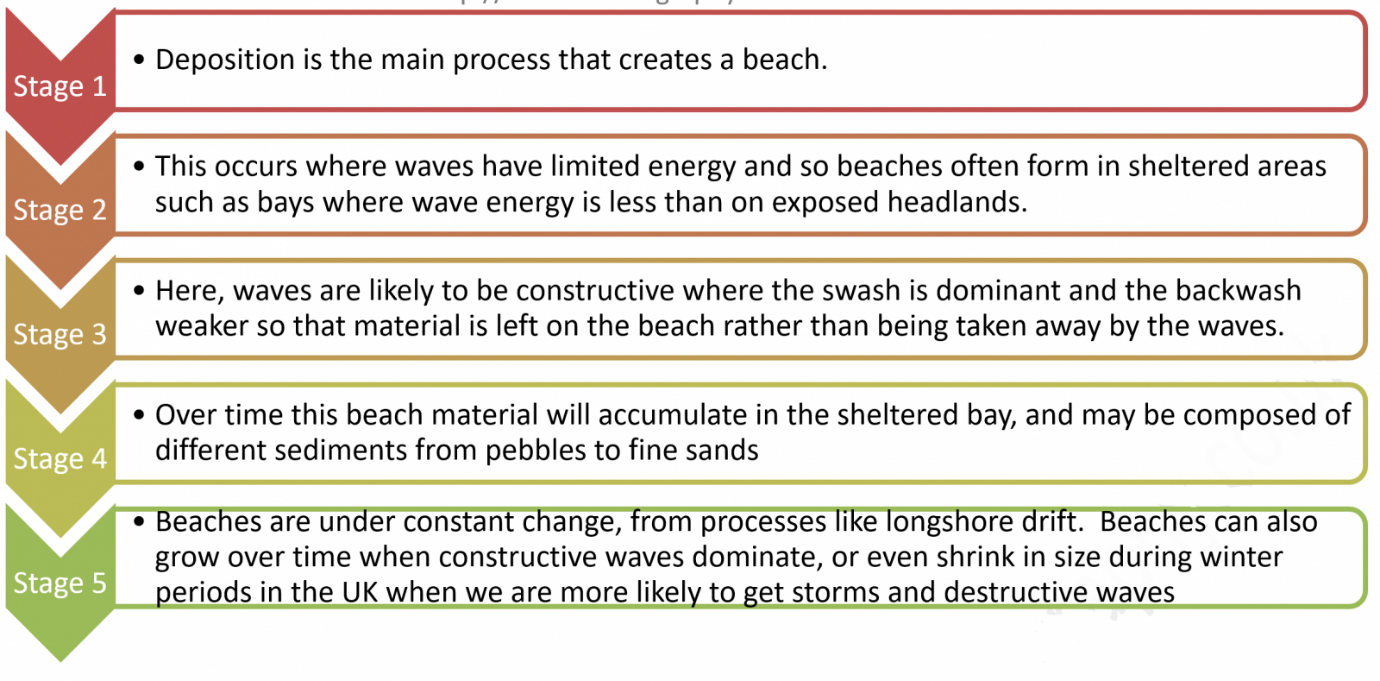 Stage 1
• Deposition is the main process that creates a beach.
Stage 2
• This occurs where waves have limited energy and so beaches often form in sheltered areas
such as bays where wave energy is less than on exposed headlands.
Stage 3
• Here, waves are likely to be constructive where the swash is dominant and the backwash
weaker so that material is left on the beach rather than being taken away by the waves.
Stage 4
• Over time this beach material will accumulate in the sheltered bay, and may be composed of
different sediments from pebbles to fine sands
Stage 5
• Beaches are under constant change, from processes like longshore drift.  Beaches can also
grow over time when constructive waves dominate, or even shrink in size during winter
periods in the UK when we are more likely to get storms and destructive waves